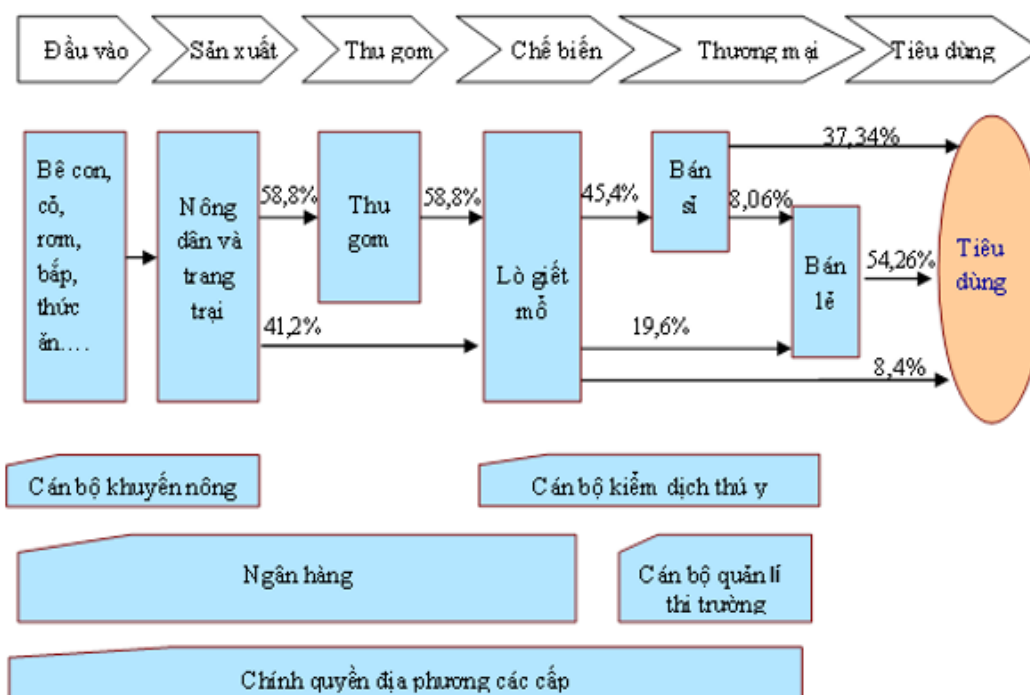 Đầu vào
Sản xuất
Thu gom
Chế biến
Thương mại
Tiêu dùng
Bê con,
cỏ,
rơm,
bắp,
thức
ăn....
Nông
dân và
trang
trại
58,8%
Thu
gom
58,8%
41,2%
Lò giết
mổ
45,4%
Bán
sỉ
37,34%
8,06%
Bán
lẻ
54,26%
19,6%
8,4%
Tiêu
dùng
Cán bộ khuyến nông
Cán bộ kiểm dịch thú y
Ngân hàng
Cán bộ quản lí
thi trường
Chính quyền địa phương các cấp